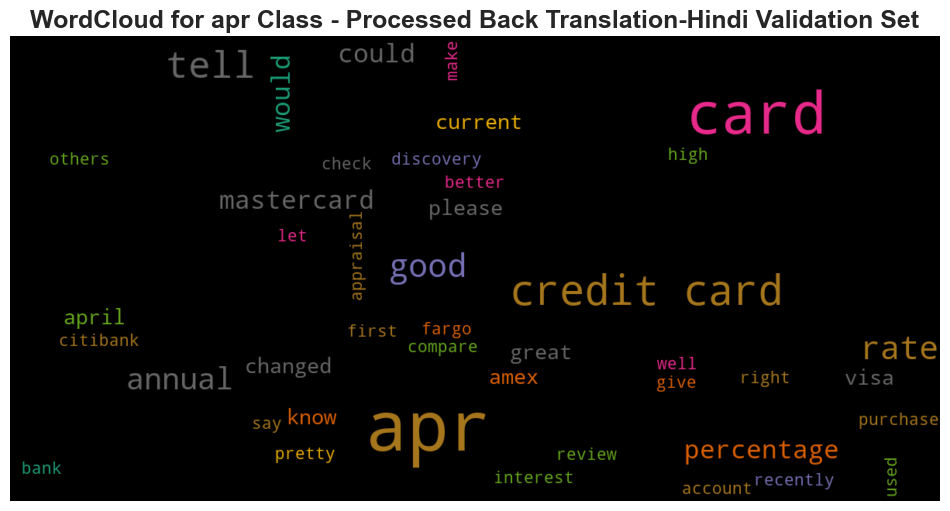 WordCloud for apr Class - Processed Back Translation-Hindi Validation Set
tell
would
could
make
card
current
others
check
discovery
high
better
mastercard
please
let
appraisal
good
credit card
april
citibank
first
fargo
compare
great
rate
annual
changed
amex
well
give
right
visa
say
know
apr
purchase
pretty
review
percentage
bank
interest
account
recently
used